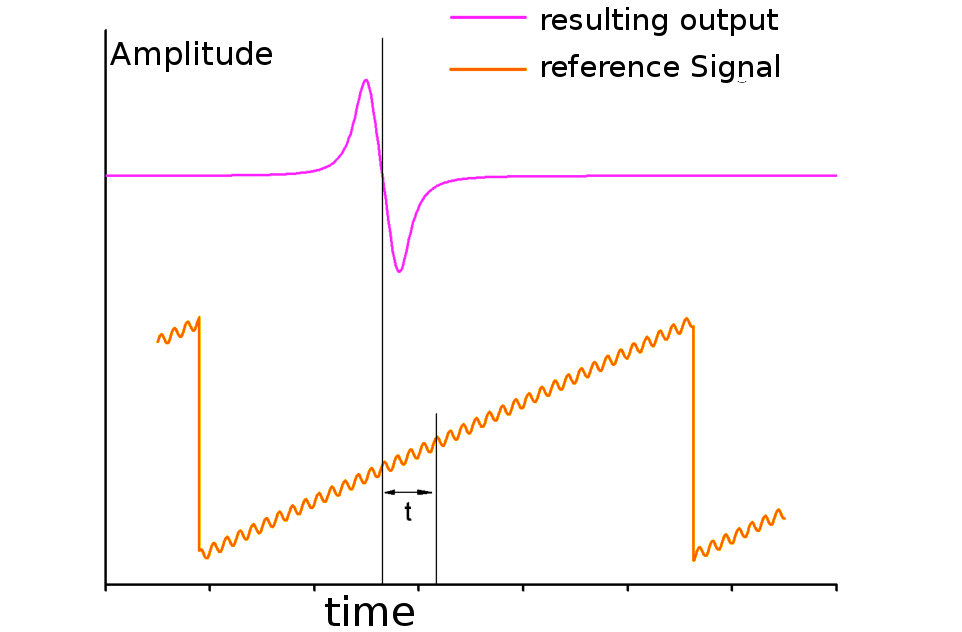 resulting output
Amplitude
reference Signal
t
time